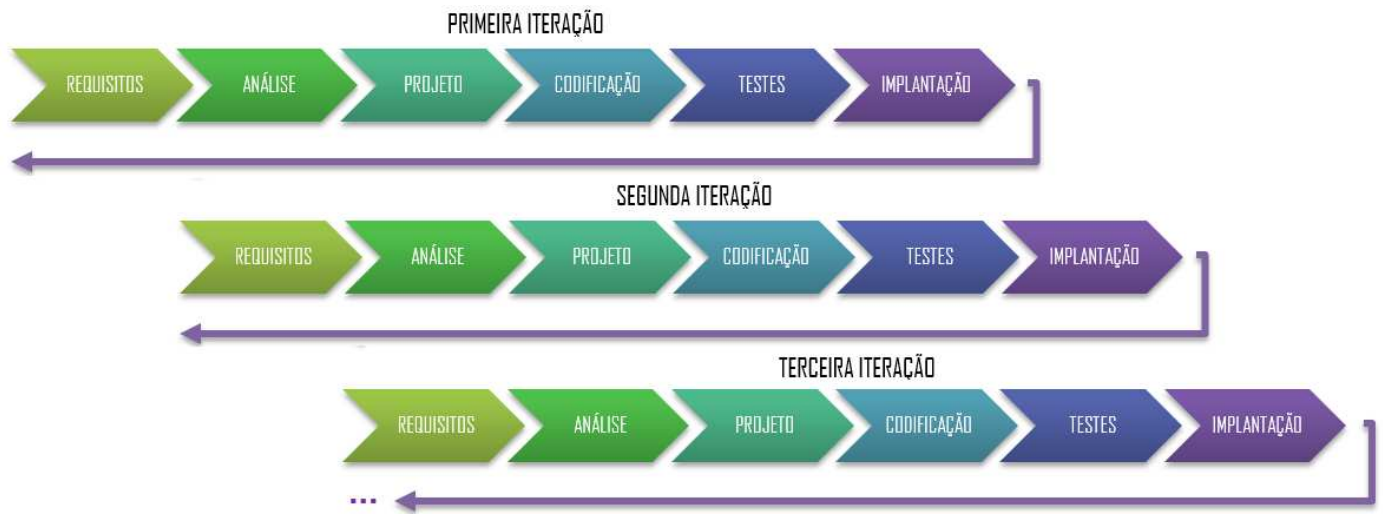 PRIMEIRA ITERAÇÃO
REQUISITOS ANÁLISE PROJETO CODIFICAÇÃO TESTES IMPLANTAÇÃO
SEGUNDA ITERAÇÃO
REQUISITOS ANÁLISE PROJETO CODIFICAÇÃO TESTES IMPLANTAÇÃO
TERCEIRA ITERAÇÃO
REQUISITOS ANÁLISE PROJETO CODIFICAÇÃO TESTES IMPLANTAÇÃO
...